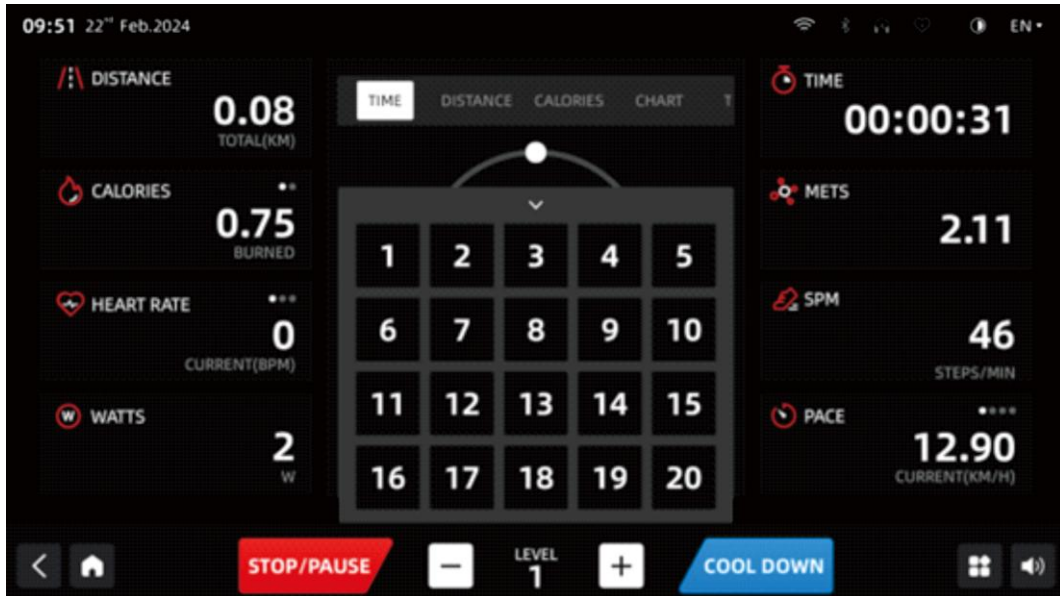 09:51 22ⁿᵈ Feb.2024
EN
DISTANCE
0.08
TOTAL(KM)
CALORIES
0.75
BURNED
HEART RATE
0
CURRENT(BPM)
W WATTS
2
W
TIME DISTANCE CALORIES CHART T
1 2 3 4 5
6 7 8 9 10
11 12 13 14 15
16 17 18 19 20
TIME
00:00:31
METS
2.11
SPM
46
STEPS/MIN
PACE
12.90
CURRENT(KM/H)
STOP/PAUSE
LEVEL
1
COOL DOWN